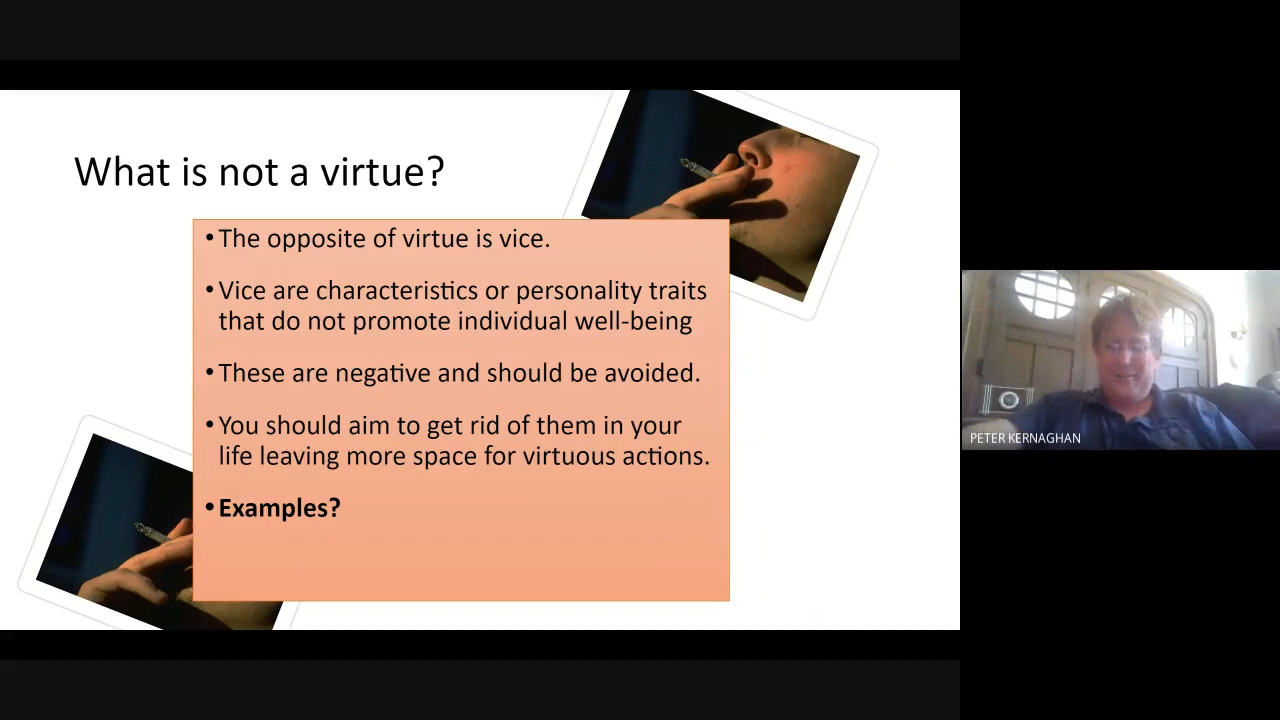 What is not a virtue?
•The opposite of virtue is vice.
•Vice are characteristics or personality traits
that do not promote individual well-being
•These are negative and should be avoided.
•You should aim to get rid of them in your
life leaving more space for virtuous actions.
•Examples?
PETER KERNAGHAN